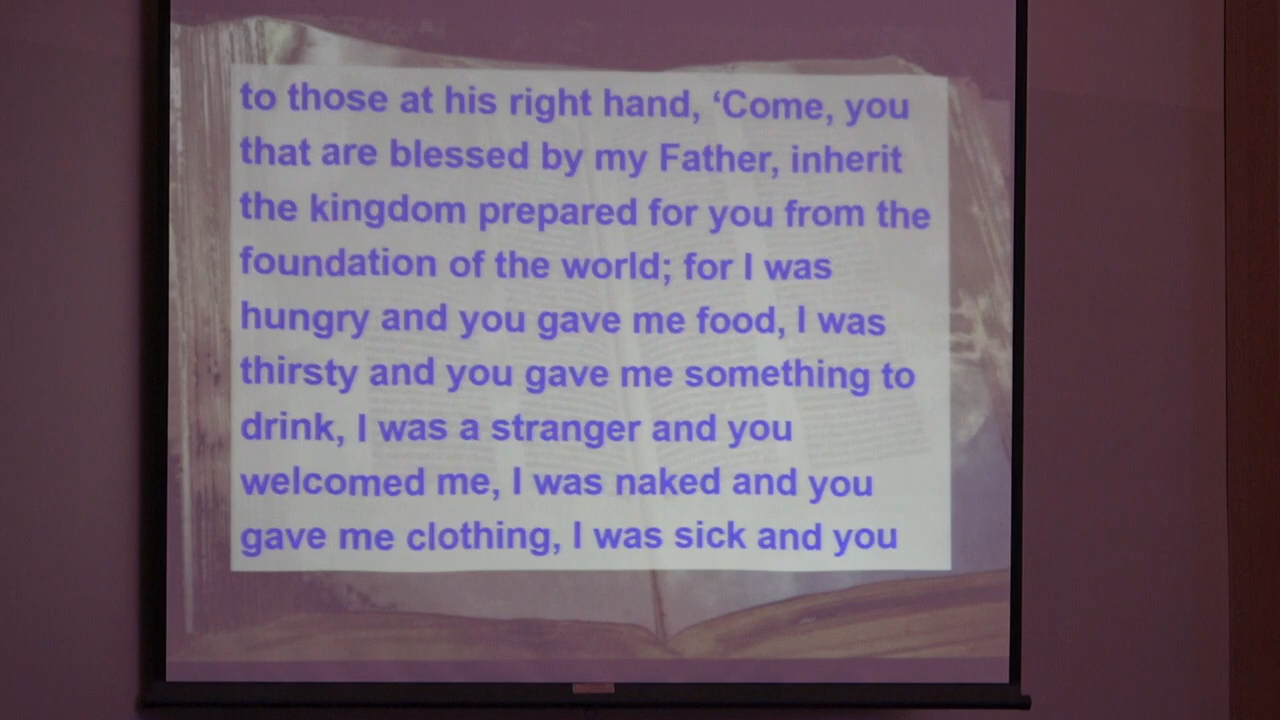 to those at his right hand, ‘Come, you
that are blessed by my Father, inherit
the kingdom prepared for you from the
foundation of the world; for I was
hungry and you gave me food, I was
thirsty and you gave me something to
drink, I was a stranger and you
welcomed me, I was naked and you
gave me clothing, I was sick and you